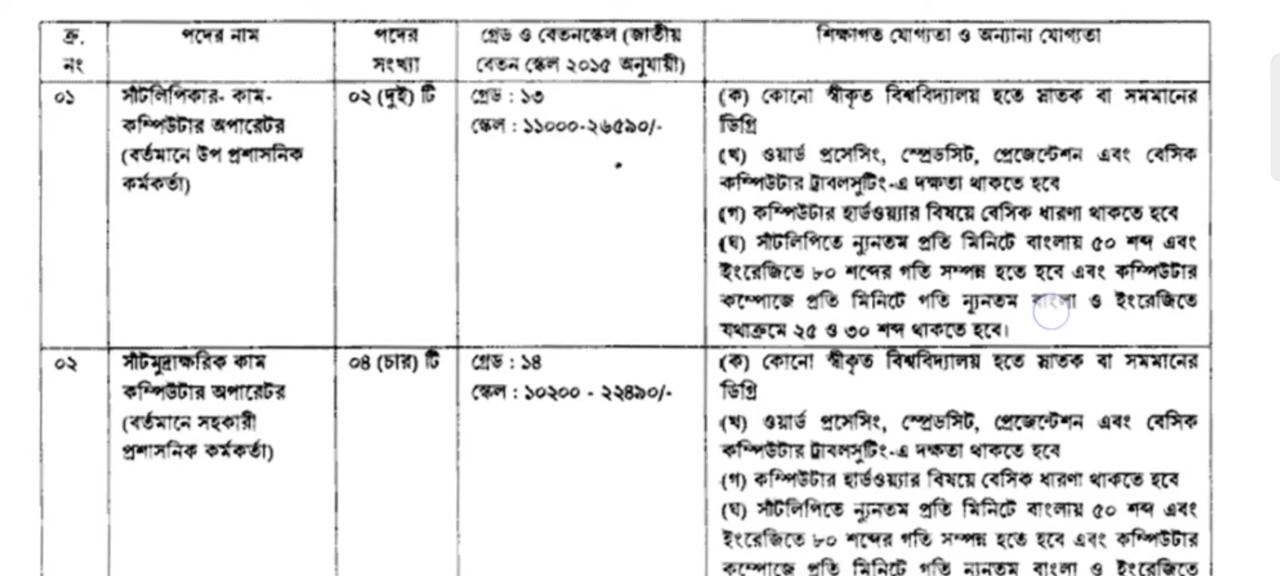 ক্র. নং
পদের নাম
পদের সংখ্যা
গ্রেড ও বেতনস্কেল (জাতীয় বেতন স্কেল ২০১৫ অনুযায়ী)
শিক্ষাগত যোগ্যতা ও অন্যান্য যোগ্যতা
০১
সাঁটলিপিকার- কাম-
কম্পিউটার অপারেটর
(বর্তমানে উপ প্রশাসনিক
কর্মকর্তা)
০২ (দুই) টি
গ্রেড : ১৩
স্কেল : ১১০০০-২৬৫৯০/-
(ক) কোনো স্বীকৃত বিশ্ববিদ্যালয় হতে স্নাতক বা সমমানের
ডিগ্রি
(খ) ওয়ার্ড প্রসেসিং, স্প্রেডসিট, প্রেজেন্টেশন এবং বেসিক
কম্পিউটার ট্রাবলসুটিং-এ দক্ষতা থাকতে হবে
(গ) কম্পিউটার হার্ডওয়্যার বিষয়ে বেসিক ধারণা থাকতে হবে
(ঘ) সাঁটলিপিতে ন্যূনতম প্রতি মিনিটে বাংলায় ৫০ শব্দ এবং
ইংরেজিতে ৮০ শব্দের গতি সম্পন্ন হতে হবে এবং কম্পিউটার
কম্পোজে প্রতি মিনিটে গতি ন্যূনতম বাংলা ও ইংরেজিতে
যথাক্রমে ২৫ ও ৩০ শব্দ থাকতে হবে।
০২
সাঁটমুদ্রাক্ষরিক কাম
কম্পিউটার অপারেটর
(বর্তমানে সহকারী
প্রশাসনিক কর্মকর্তা)
০৪ (চার) টি
গ্রেড : ১৪
স্কেল : ১০২০০ - ২২৪৯০/-
(ক) কোনো স্বীকৃত বিশ্ববিদ্যালয় হতে স্নাতক বা সমমানের
ডিগ্রি
(খ) ওয়ার্ড প্রসেসিং, স্প্রেডসিট, প্রেজেন্টেশন এবং বেসিক
কম্পিউটার ট্রাবলসুটিং-এ দক্ষতা থাকতে হবে
(গ) কম্পিউটার হার্ডওয়্যার বিষয়ে বেসিক ধারণা থাকতে হবে
(ঘ) সাঁটলিপিতে ন্যূনতম প্রতি মিনিটে বাংলায় ৫০ শব্দ এবং
ইংরেজিতে ৮০ শব্দের গতি সম্পন্ন হতে হবে এবং কম্পিউটার
কম্পোজে প্রতি মিনিটে গতি ন্যূনতম বাংলা ও ইংরেজিতে